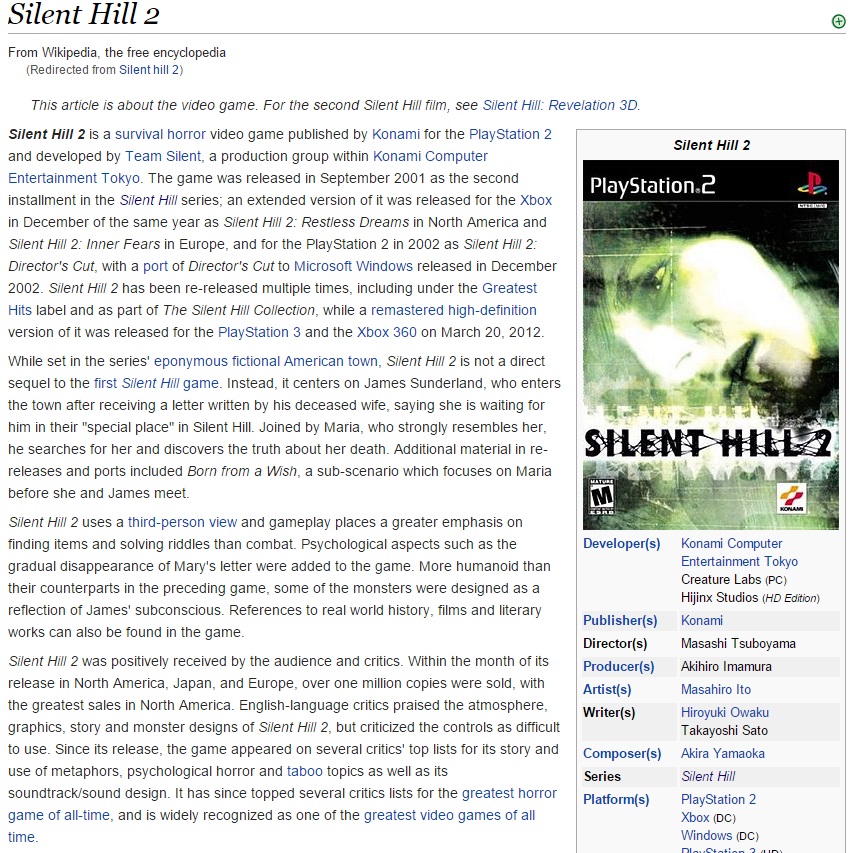 Silent Hill 2
From Wikipedia, the free encyclopedia
(Redirected from Silent hill 2)
This article is about the video game. For the second Silent Hill film, see Silent Hill: Revelation 3D.
Silent Hill 2 is a survival horror video game published by Konami for the PlayStation 2
and developed by Team Silent, a production group within Konami Computer
Entertainment Tokyo. The game was released in September 2001 as the second
installment in the Silent Hill series; an extended version of it was released for the Xbox
in December of the same year as Silent Hill 2: Restless Dreams in North America and
Silent Hill 2: Inner Fears in Europe, and for the PlayStation 2 in 2002 as Silent Hill 2:
Director's Cut, with a port of Director's Cut to Microsoft Windows released in December
2002. Silent Hill 2 has been re-released multiple times, including under the Greatest
Hits label and as part of The Silent Hill Collection, while a remastered high-definition
version of it was released for the PlayStation 3 and the Xbox 360 on March 20, 2012.
While set in the series' eponymous fictional American town, Silent Hill 2 is not a direct
sequel to the first Silent Hill game. Instead, it centers on James Sunderland, who enters
the town after receiving a letter written by his deceased wife, saying she is waiting for
him in their "special place" in Silent Hill. Joined by Maria, who strongly resembles her,
he searches for her and discovers the truth about her death. Additional material in re-
releases and ports included Born from a Wish, a sub-scenario which focuses on Maria
before she and James meet.
Silent Hill 2 uses a third-person view and gameplay places a greater emphasis on
finding items and solving riddles than combat. Psychological aspects such as the
gradual disappearance of Mary's letter were added to the game. More humanoid than
their counterparts in the preceding game, some of the monsters were designed as a
reflection of James' subconscious. References to real world history, films and literary
works can also be found in the game.
Silent Hill 2 was positively received by the audience and critics. Within the month of its
release in North America, Japan, and Europe, over one million copies were sold, with
the greatest sales in North America. English-language critics praised the atmosphere,
graphics, story and monster designs of Silent Hill 2, but criticized the controls as difficult
to use. Since its release, the game appeared on several critics' top lists for its story and
use of metaphors, psychological horror and taboo topics as well as its
soundtrack/sound design. It has since topped several critics lists for the greatest horror
game of all-time, and is widely recognized as one of the greatest video games of all
time.
Silent Hill 2
PlayStation.2
NTSC U/C
SILENT HILL 2
MATURE
M
ESRB
KONAMI
Developer(s) Konami Computer
Entertainment Tokyo
Creature Labs (PC)
Hijinx Studios (HD Edition)
Publisher(s) Konami
Director(s) Masashi Tsuboyama
Producer(s) Akihiro Imamura
Artist(s) Masahiro Ito
Writer(s) Hiroyuki Owaku
Takayoshi Sato
Composer(s) Akira Yamaoka
Series Silent Hill
Platform(s) PlayStation 2
Xbox (DC)
Windows (DC)
PlayStation 3 (HD)